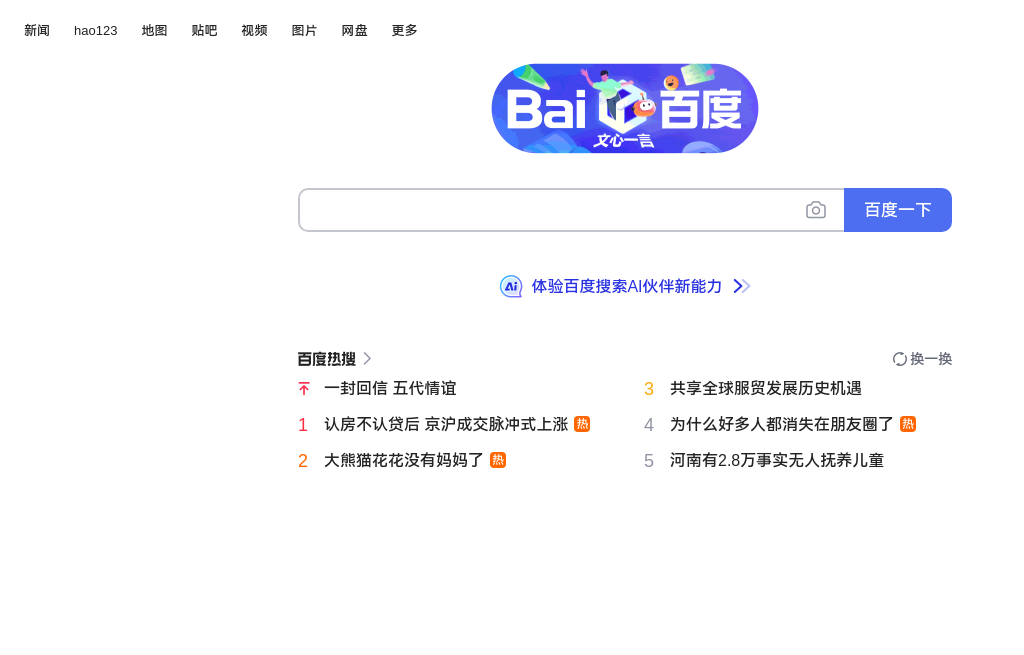 新闻 hao123 地图 贴吧 视频 图片 网盘 更多
Bai 百度
文心一言
百度一下
Ai 体验百度搜索AI伙伴新能力
百度热搜 换一换
一封回信 五代情谊
3 共享全球服贸发展历史机遇
1 认房不认贷后 京沪成交脉冲式上涨 热
4 为什么好多人都消失在朋友圈了 热
2 大熊猫花花没有妈妈了 热
5 河南有2.8万事实无人抚养儿童